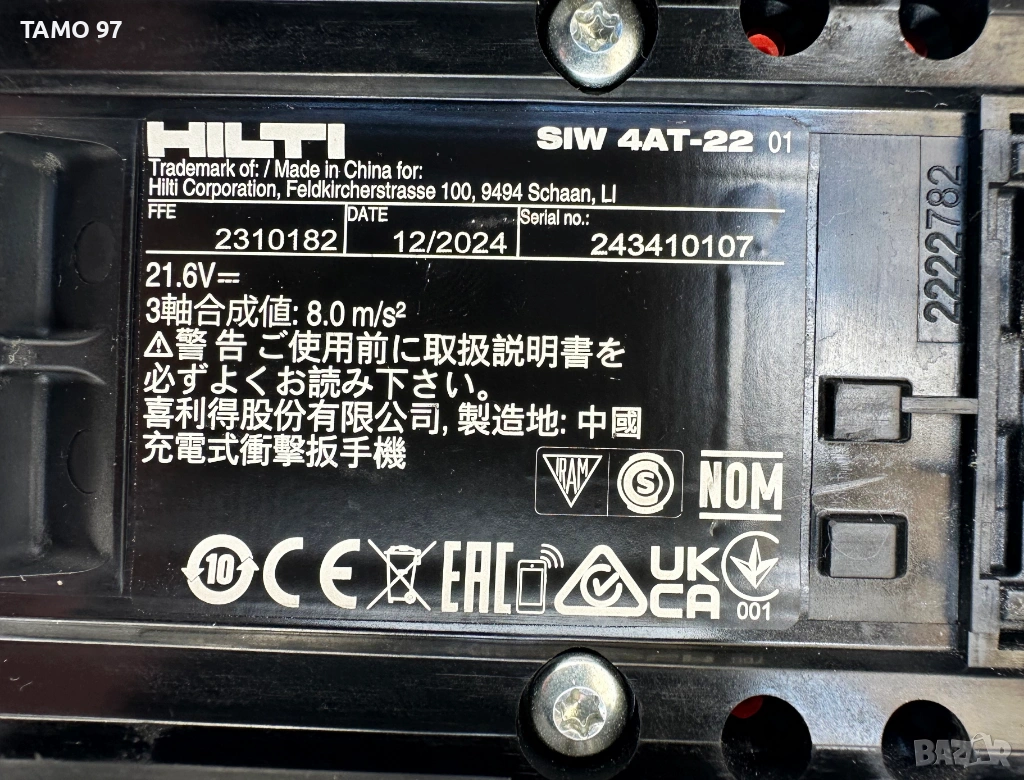 TAMO 97
HILTI
SIW 4AT-22 01
Trademark of: / Made in China for:
Hilti Corporation, Feldkircherstrasse 100, 9494 Schaan, LI
FFE
2310182
DATE
12/2024
Serial no.:
243410107
21.6V⎓
3軸合成値: 8.0 m/s²
⚠警 告 ご使用前に取扱説明書を
必ずよくお読み下さい。
喜利得股份有限公司, 製造地: 中國
充電式衝撃扳手機
IRAM
S
NOM
10
CE
EAC
UK
CA
001
2222782
BAZAR